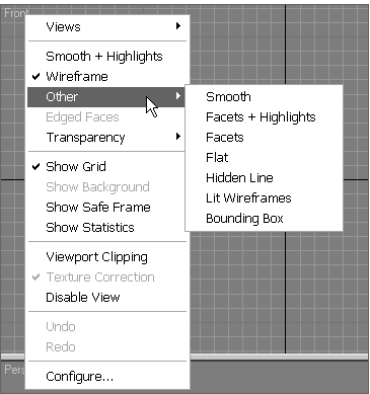 Front
Views
Smooth + Highlights
Wireframe
Other
Edged Faces
Transparency
Show Grid
Show Background
Show Safe Frame
Show Statistics
Viewport Clipping
Texture Correction
Disable View
Undo
Redo
Configure...
Smooth
Facets + Highlights
Facets
Flat
Hidden Line
Lit Wireframes
Bounding Box
Pers